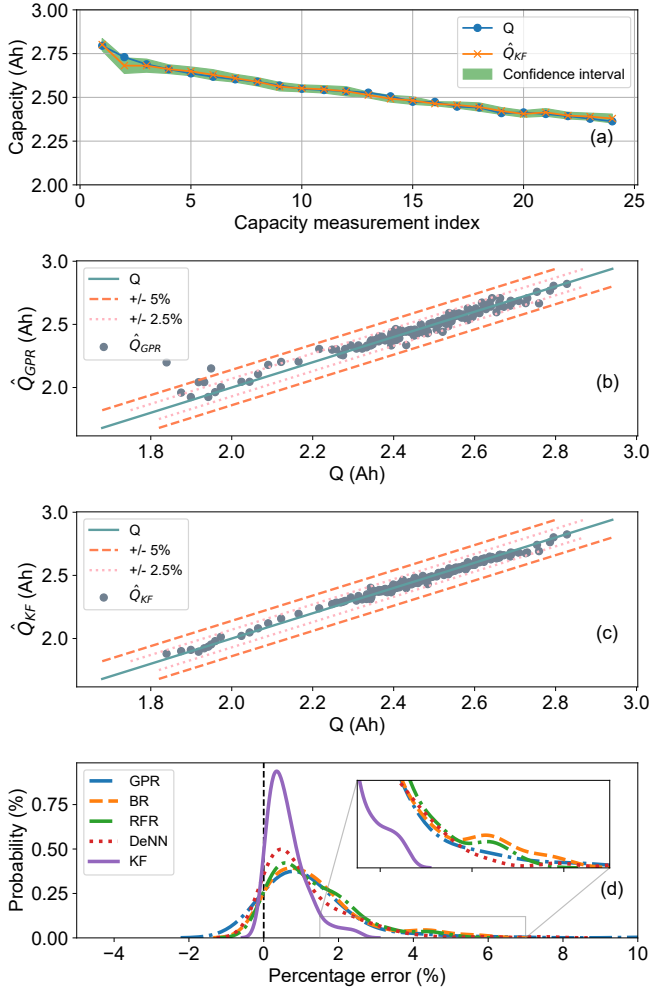 3.00
2.75
2.50
2.25
2.00
Capacity (Ah)
Q
Q̂KF
Confidence interval
(a)
0 5 10 15 20 25
Capacity measurement index
3.0
2.5
2.0
Q̂GPR (Ah)
Q
+/- 5%
+/- 2.5%
Q̂GPR
(b)
1.8 2.0 2.2 2.4 2.6 2.8 3.0
Q (Ah)
3.0
2.5
2.0
Q̂KF (Ah)
Q
+/- 5%
+/- 2.5%
Q̂KF
(c)
1.8 2.0 2.2 2.4 2.6 2.8 3.0
Q (Ah)
0.75
0.50
0.25
0.00
Probability (%)
GPR
BR
RFR
DeNN
KF
(d)
−4 −2 0 2 4 6 8 10
Percentage error (%)